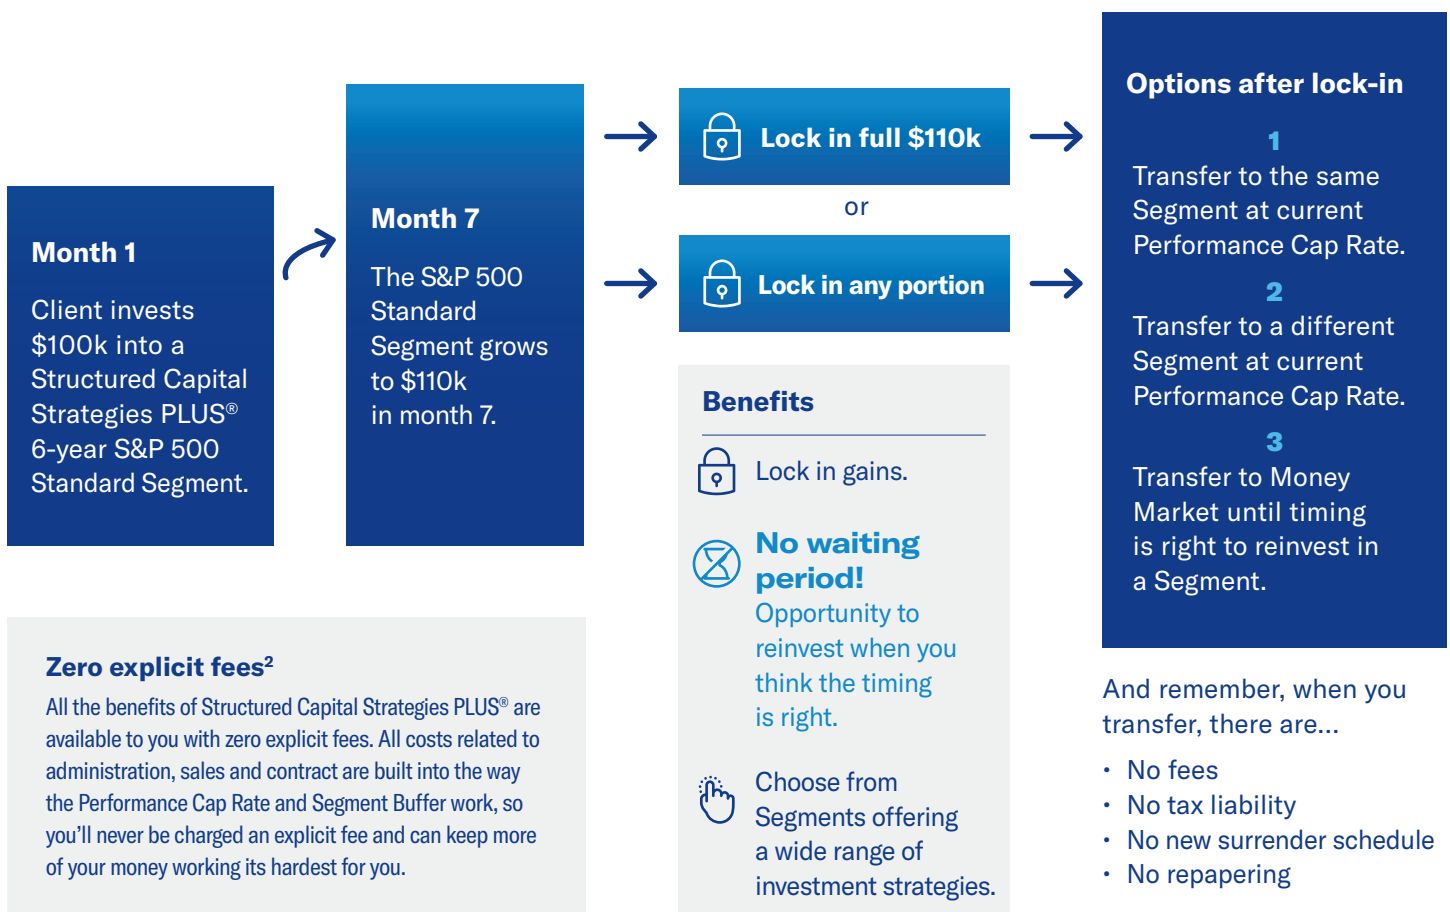 Month 1
Client invests
$100k into a
Structured Capital
Strategies PLUS®
6-year S&P 500
Standard Segment.
Month 7
The S&P 500
Standard
Segment grows
to $110k
in month 7.
Lock in full $110k
or
Lock in any portion
Options after lock-in
1
Transfer to the same
Segment at current
Performance Cap Rate.
2
Transfer to a different
Segment at current
Performance Cap Rate.
3
Transfer to Money
Market until timing
is right to reinvest in
a Segment.
Zero explicit fees²
All the benefits of Structured Capital Strategies PLUS® are
available to you with zero explicit fees. All costs related to
administration, sales and contract are built into the way
the Performance Cap Rate and Segment Buffer work, so
you’ll never be charged an explicit fee and can keep more
of your money working its hardest for you.
Benefits
Lock in gains.
No waiting
period!
Opportunity to
reinvest when you
think the timing
is right.
Choose from
Segments offering
a wide range of
investment strategies.
And remember, when you
transfer, there are...
• No fees
• No tax liability
• No new surrender schedule
• No repapering